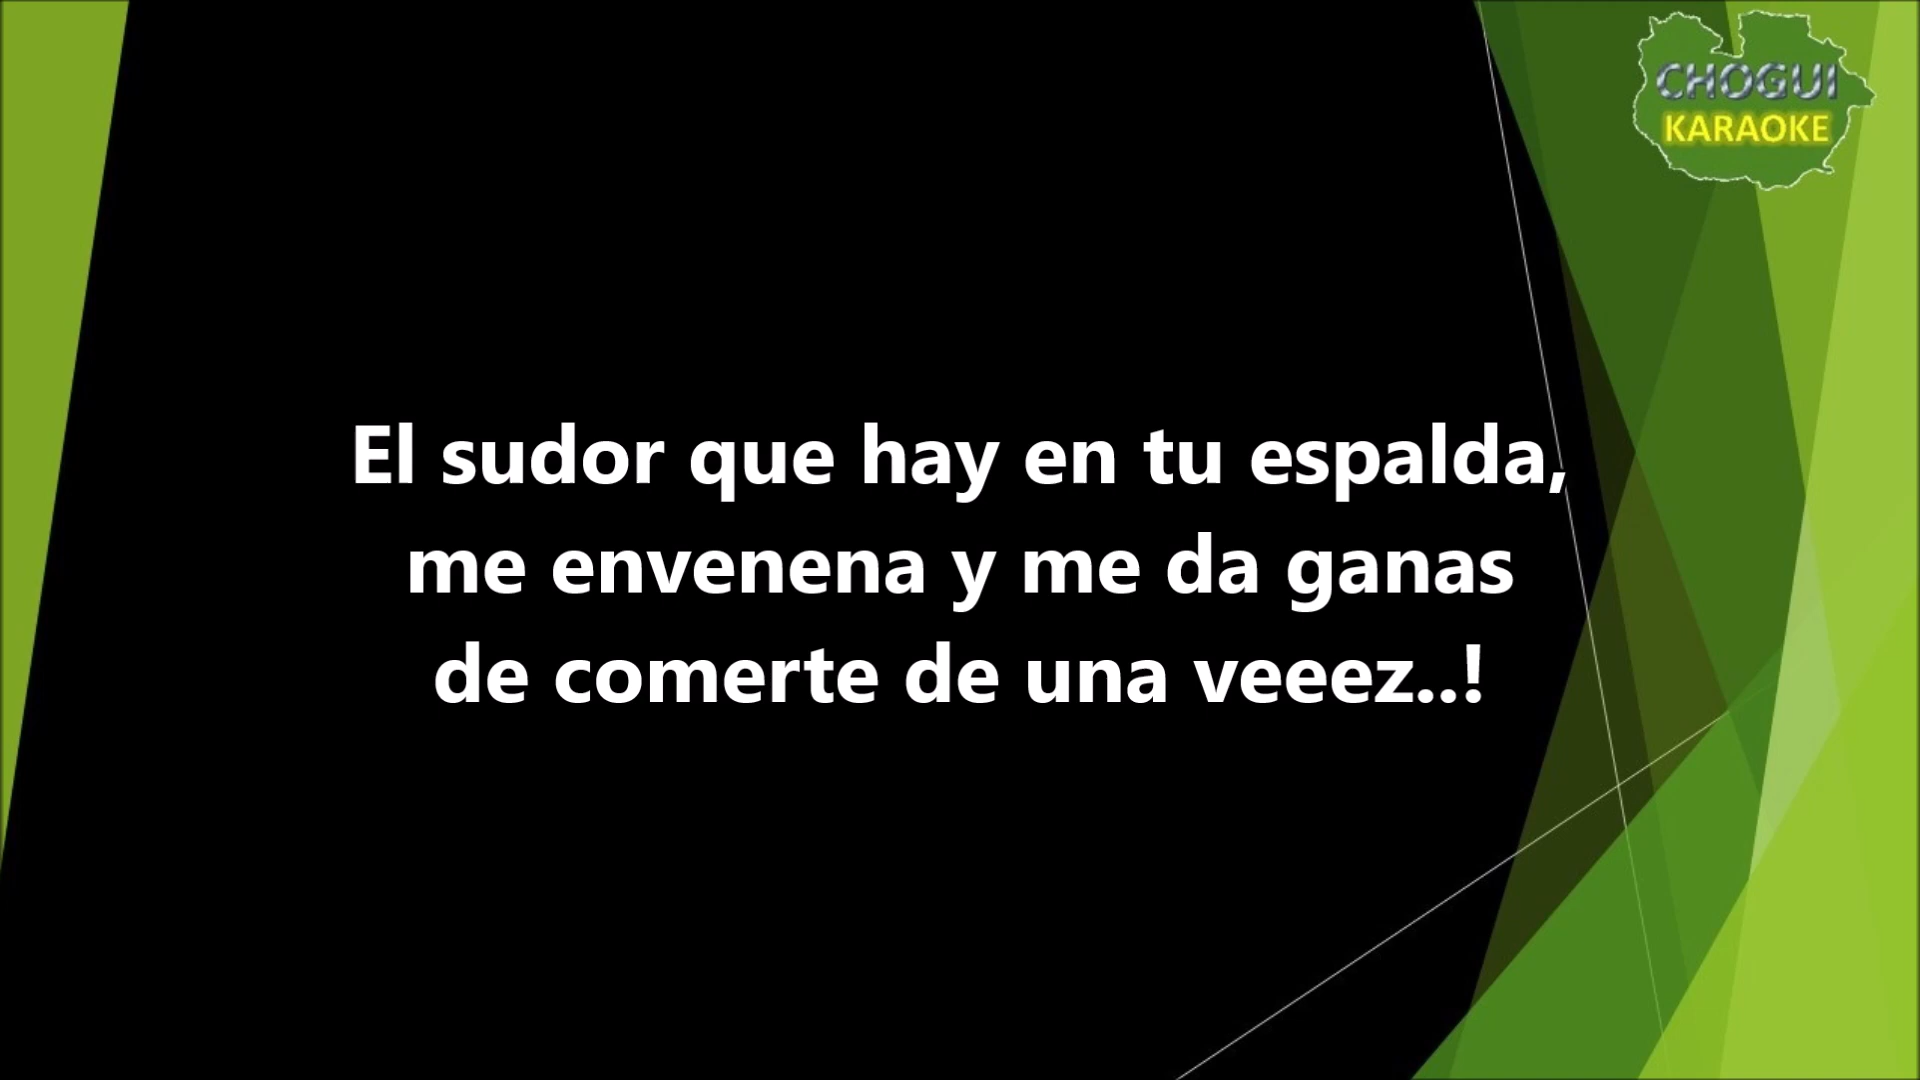 CHOGUI
KARAOKE
El sudor que hay en tu espalda,
me envenena y me da ganas
de comerte de una veeez..!